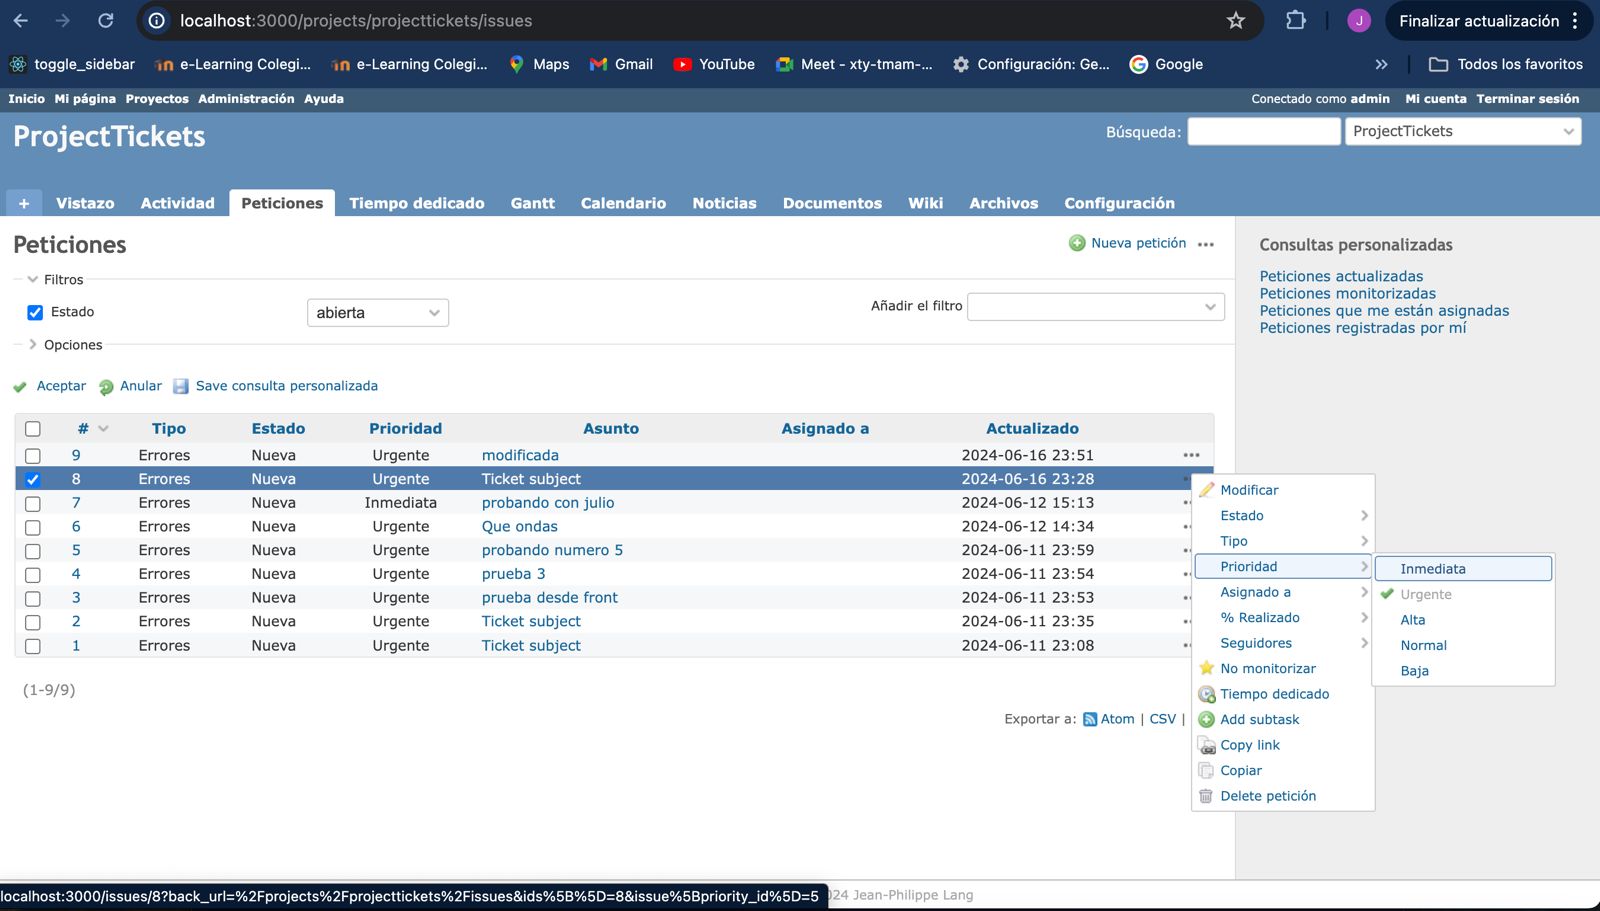 localhost:3000/projects/projecttickets/issues
J
Finalizar actualización
toggle_sidebar e-Learning Colegi... e-Learning Colegi... Maps Gmail YouTube Meet - xty-tmam-... Configuración: Ge... Google » Todos los favoritos
Inicio Mi página Proyectos Administración Ayuda Conectado como admin Mi cuenta Terminar sesión
ProjectTickets
Búsqueda: ProjectTickets
+ Vistazo Actividad Peticiones Tiempo dedicado Gantt Calendario Noticias Documentos Wiki Archivos Configuración
Peticiones
Nueva petición ...
Filtros
Estado abierta Añadir el filtro
Opciones
Aceptar Anular Save consulta personalizada
# Tipo Estado Prioridad Asunto Asignado a Actualizado
9 Errores Nueva Urgente modificada 2024-06-16 23:51
8 Errores Nueva Urgente Ticket subject 2024-06-16 23:28
7 Errores Nueva Inmediata probando con julio 2024-06-12 15:13
6 Errores Nueva Urgente Que ondas 2024-06-12 14:34
5 Errores Nueva Urgente probando numero 5 2024-06-11 23:59
4 Errores Nueva Urgente prueba 3 2024-06-11 23:54
3 Errores Nueva Urgente prueba desde front 2024-06-11 23:53
2 Errores Nueva Urgente Ticket subject 2024-06-11 23:35
1 Errores Nueva Urgente Ticket subject 2024-06-11 23:08
(1-9/9)
Exportar a: Atom | CSV |
Consultas personalizadas
Peticiones actualizadas
Peticiones monitorizadas
Peticiones que me están asignadas
Peticiones registradas por mí
Modificar
Estado
Tipo
Prioridad
Asignado a
% Realizado
Seguidores
No monitorizar
Tiempo dedicado
Add subtask
Copy link
Copiar
Delete petición
Inmediata
Urgente
Alta
Normal
Baja
localhost:3000/issues/8?back_url=%2Fprojects%2Fprojecttickets%2Fissues&ids%5B%5D=8&issue%5Bpriority_id%5D=5
24 Jean-Philippe Lang